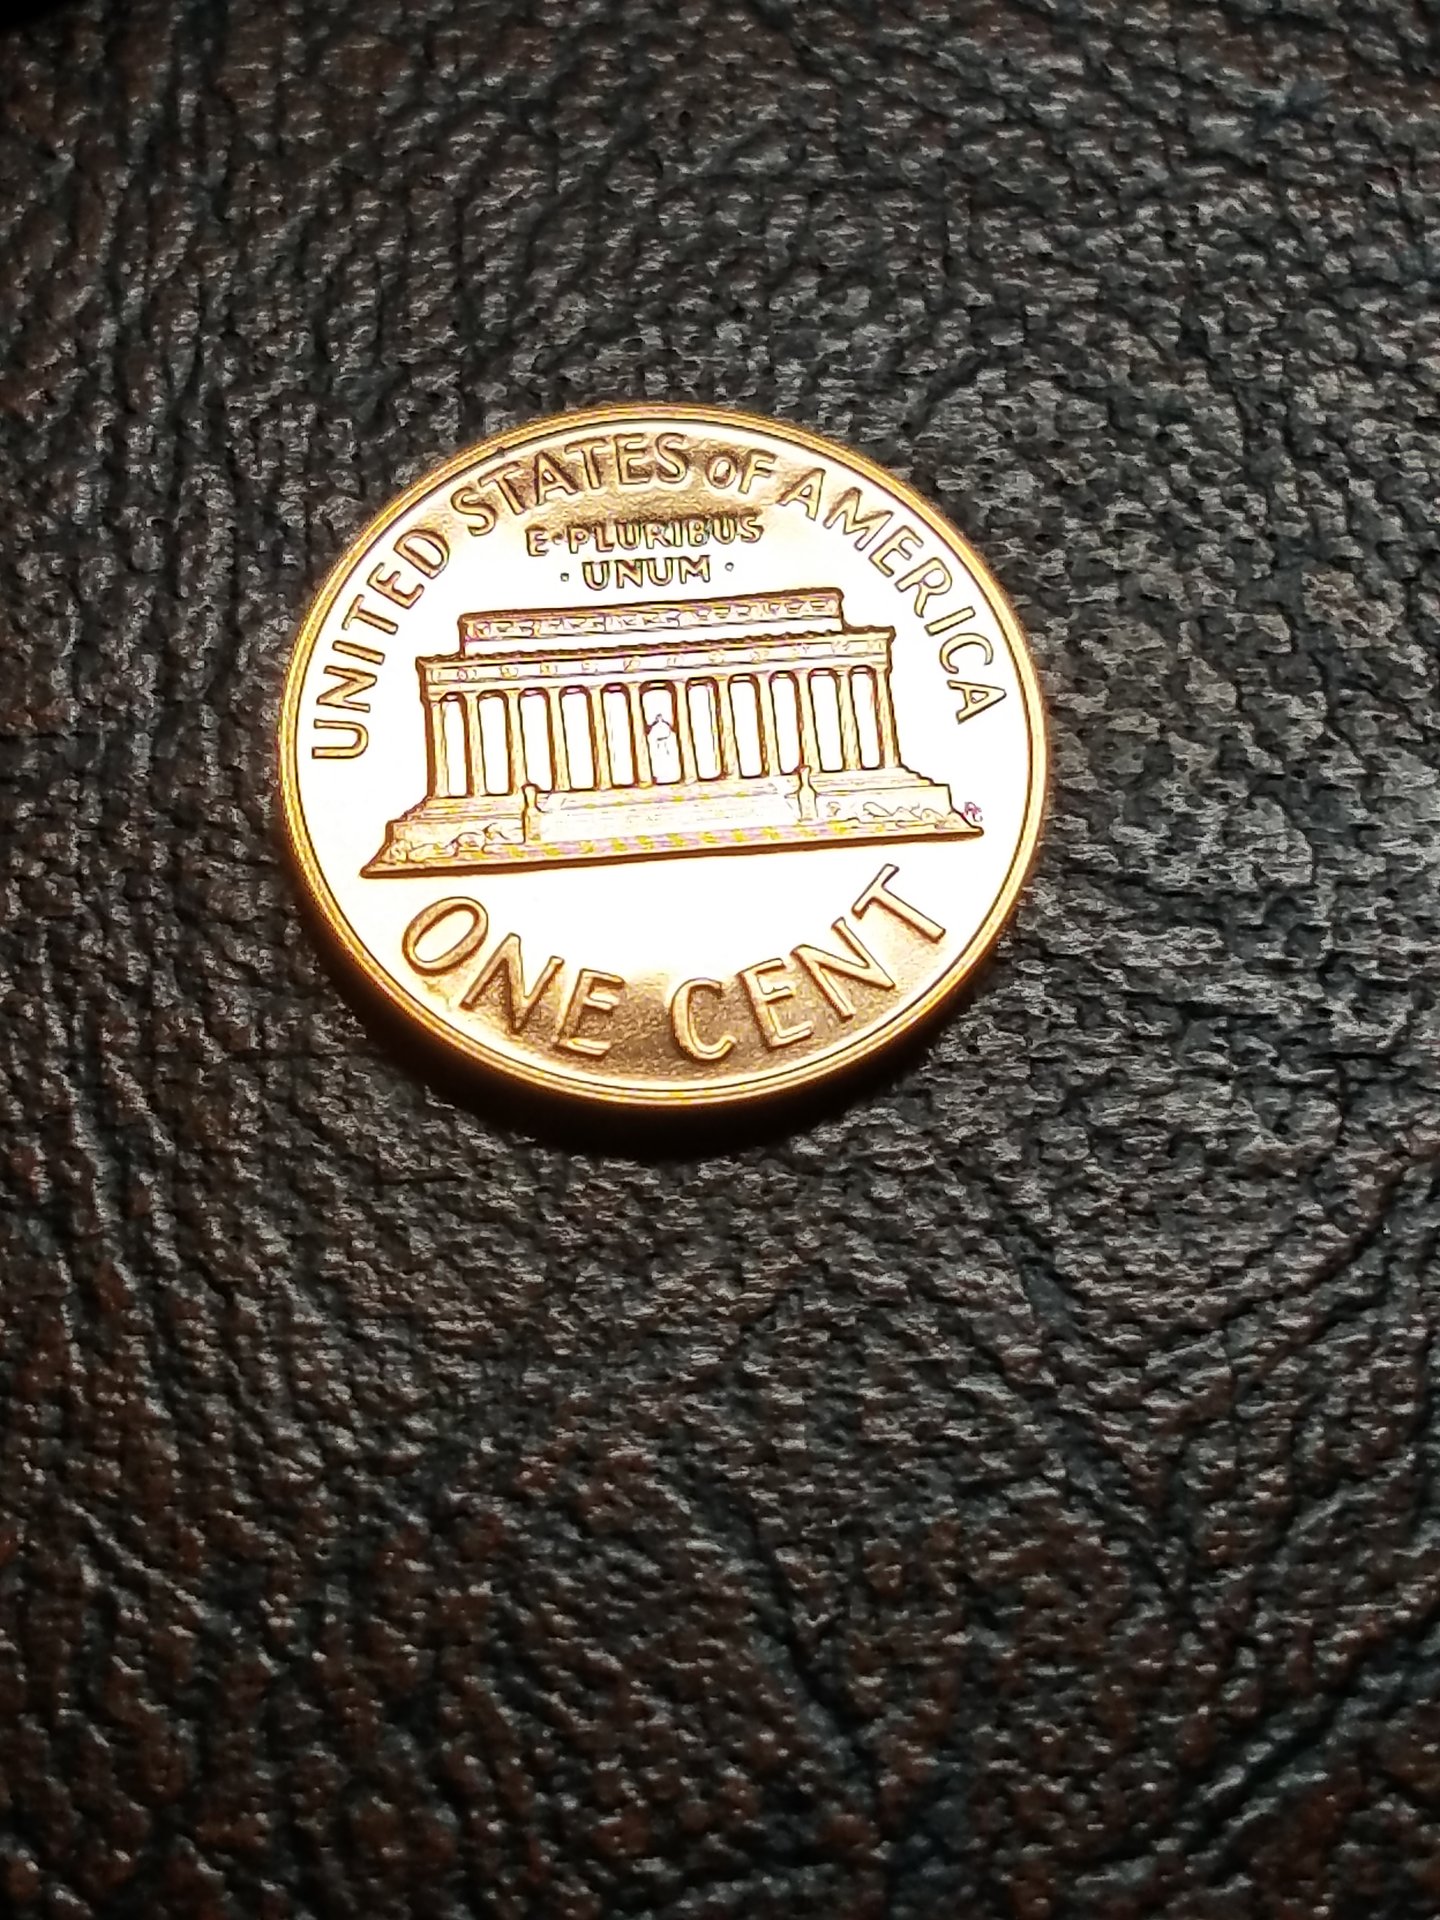 UNITED STATES OF AMERICA
E·PLURIBUS
·UNUM·
ONE CENT